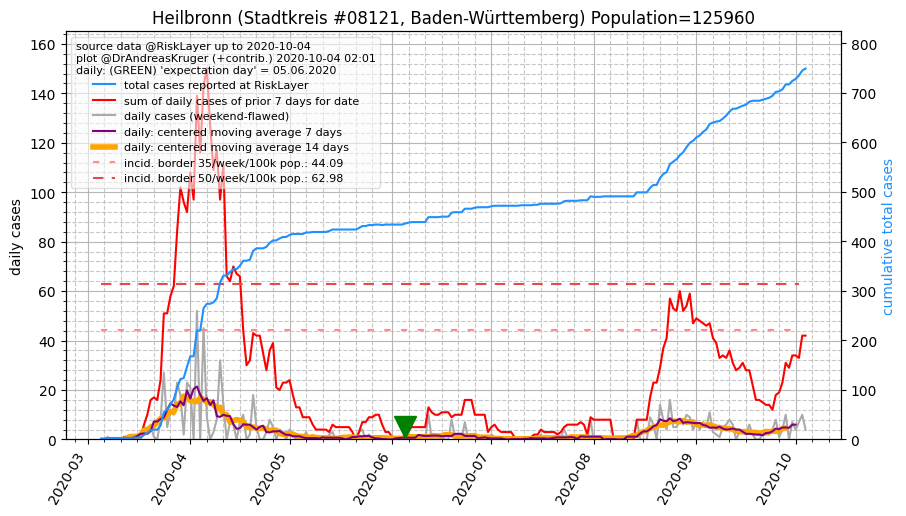 Heilbronn (Stadtkreis #08121, Baden-Württemberg) Population=125960
source data @RiskLayer up to 2020-10-04
plot @DrAndreasKruger (+contrib.) 2020-10-04 02:01
daily: (GREEN) 'expectation day' = 05.06.2020
total cases reported at RiskLayer
sum of daily cases of prior 7 days for date
daily cases (weekend-flawed)
daily: centered moving average 7 days
daily: centered moving average 14 days
incid. border 35/week/100k pop.: 44.09
incid. border 50/week/100k pop.: 62.98
daily cases
160
140
120
100
80
60
40
20
0
cumulative total cases
800
700
600
500
400
300
200
100
0
2020-03
2020-04
2020-05
2020-06
2020-07
2020-08
2020-09
2020-10